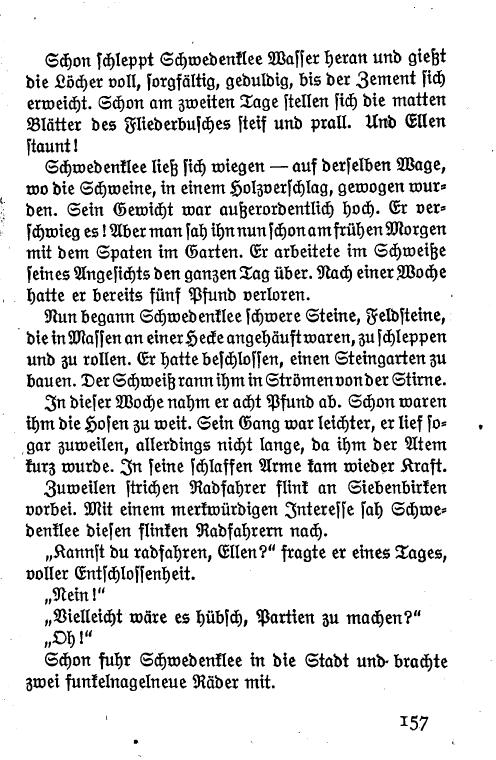 Schon schleppt Schwedenklee Wasser heran und gießt
die Löcher voll, sorgfältig, geduldig, bis der Zement sich
erweicht. Schon am zweiten Tage stellen sich die matten
Blätter des Fliederbusches steif und prall. Und Ellen
staunt!
Schwedenklee ließ sich wiegen — auf derselben Wage,
wo die Schweine, in einem Holzverschlag, gewogen wur-
den. Sein Gewicht war außerordentlich hoch. Er ver-
schwieg es! Aber man sah ihn nun schon am frühen Morgen
mit dem Spaten im Garten. Er arbeitete im Schweiße
seines Angesichts den ganzen Tag über. Nach einer Woche
hatte er bereits fünf Pfund verloren.
Nun begann Schwedenklee schwere Steine, Feldsteine,
die in Massen an einer Hecke angehäuft waren, zu schleppen
und zu rollen. Er hatte beschlossen, einen Steingarten zu
bauen. Der Schweiß rann ihm in Strömen von der Stirne.
In dieser Woche nahm er acht Pfund ab. Schon waren
ihm die Hosen zu weit. Sein Gang war leichter, er lief so-
gar zuweilen, allerdings nicht lange, da ihm der Atem
kurz wurde. In seine schlaffen Arme kam wieder Kraft.
Zuweilen strichen Radfahrer flink an Siebenbirken
vorbei. Mit einem merkwürdigen Interesse sah Schwe-
denklee diesen flinken Radfahrern nach.
„Kannst du radfahren, Ellen?“ fragte er eines Tages,
voller Entschlossenheit.
„Nein!“
„Vielleicht wäre es hübsch, Partien zu machen?“
„Oh!“
Schon fuhr Schwedenklee in die Stadt und brachte
zwei funkelnagelneue Räder mit.
157